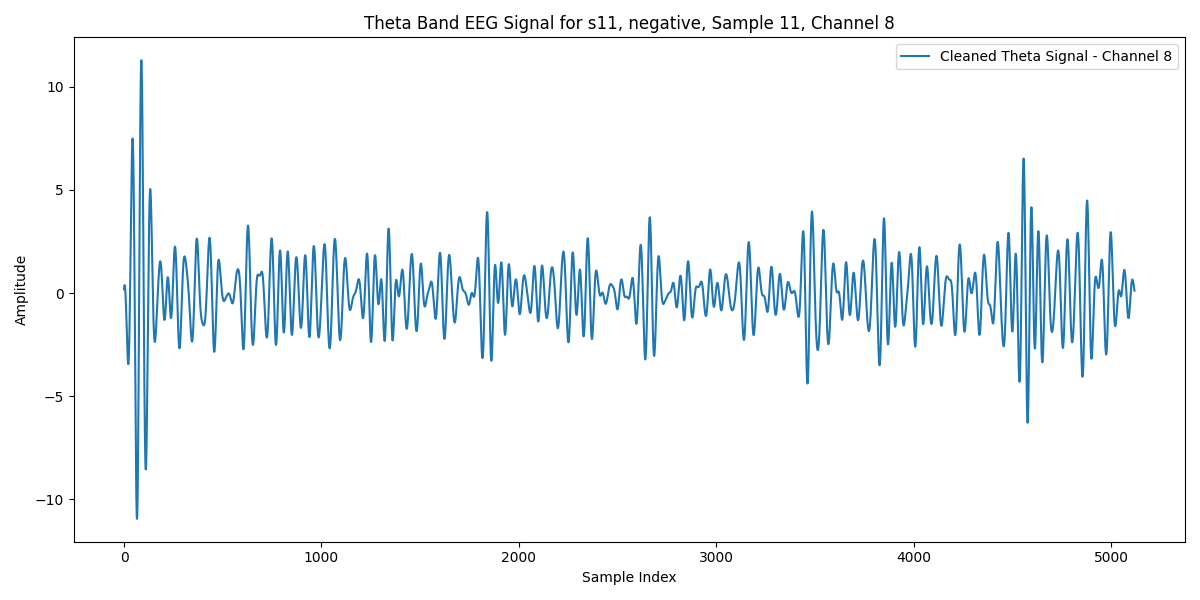 Theta Band EEG Signal for s11, negative, Sample 11, Channel 8
Cleaned Theta Signal - Channel 8
Amplitude
10
5
0
−5
−10
0 1000 2000 3000 4000 5000
Sample Index